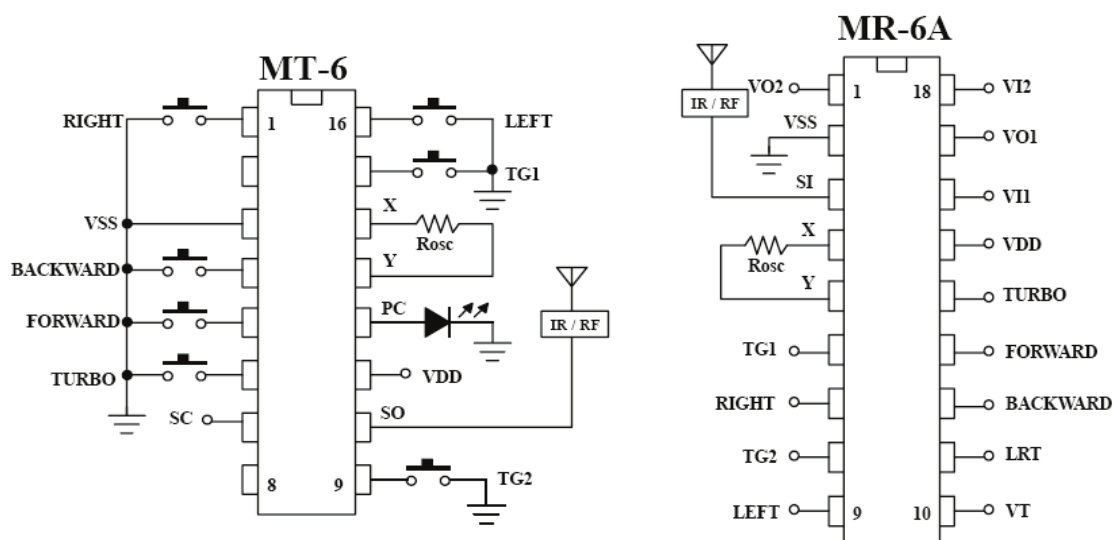 MT-6
RIGHT
1
16
LEFT
TG1
VSS
X
Rosc
BACKWARD
Y
FORWARD
PC
IR / RF
TURBO
VDD
SC
SO
8
9
TG2
MR-6A
IR / RF
VO2
1
18
VI2
VSS
VO1
SI
VI1
X
Rosc
VDD
Y
TURBO
TG1
FORWARD
RIGHT
BACKWARD
TG2
LRT
LEFT
9
10
VT